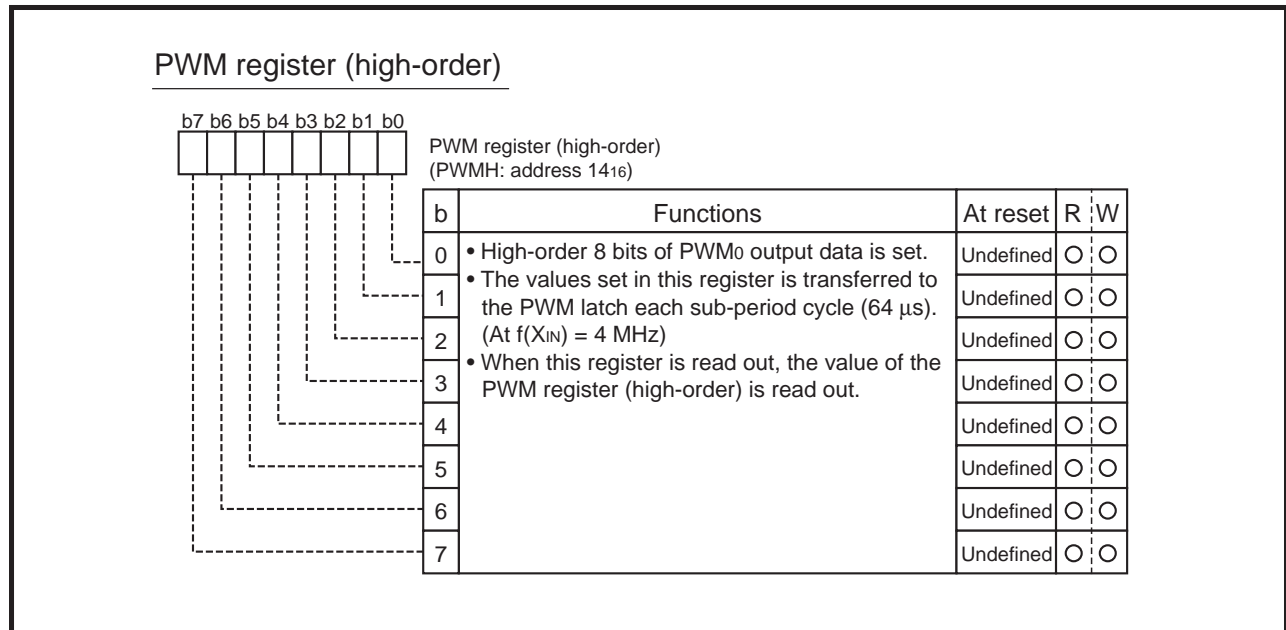 PWM register (high-order)
b7 b6 b5 b4 b3 b2 b1 b0
PWM register (high-order)
(PWMH: address 1416)
b Functions At reset R W
0 • High-order 8 bits of PWM0 output data is set. Undefined O O
1 • The values set in this register is transferred to Undefined O O
the PWM latch each sub-period cycle (64 µs).
2 (At f(XIN) = 4 MHz) Undefined O O
• When this register is read out, the value of the
3 PWM register (high-order) is read out. Undefined O O
4 Undefined O O
5 Undefined O O
6 Undefined O O
7 Undefined O O